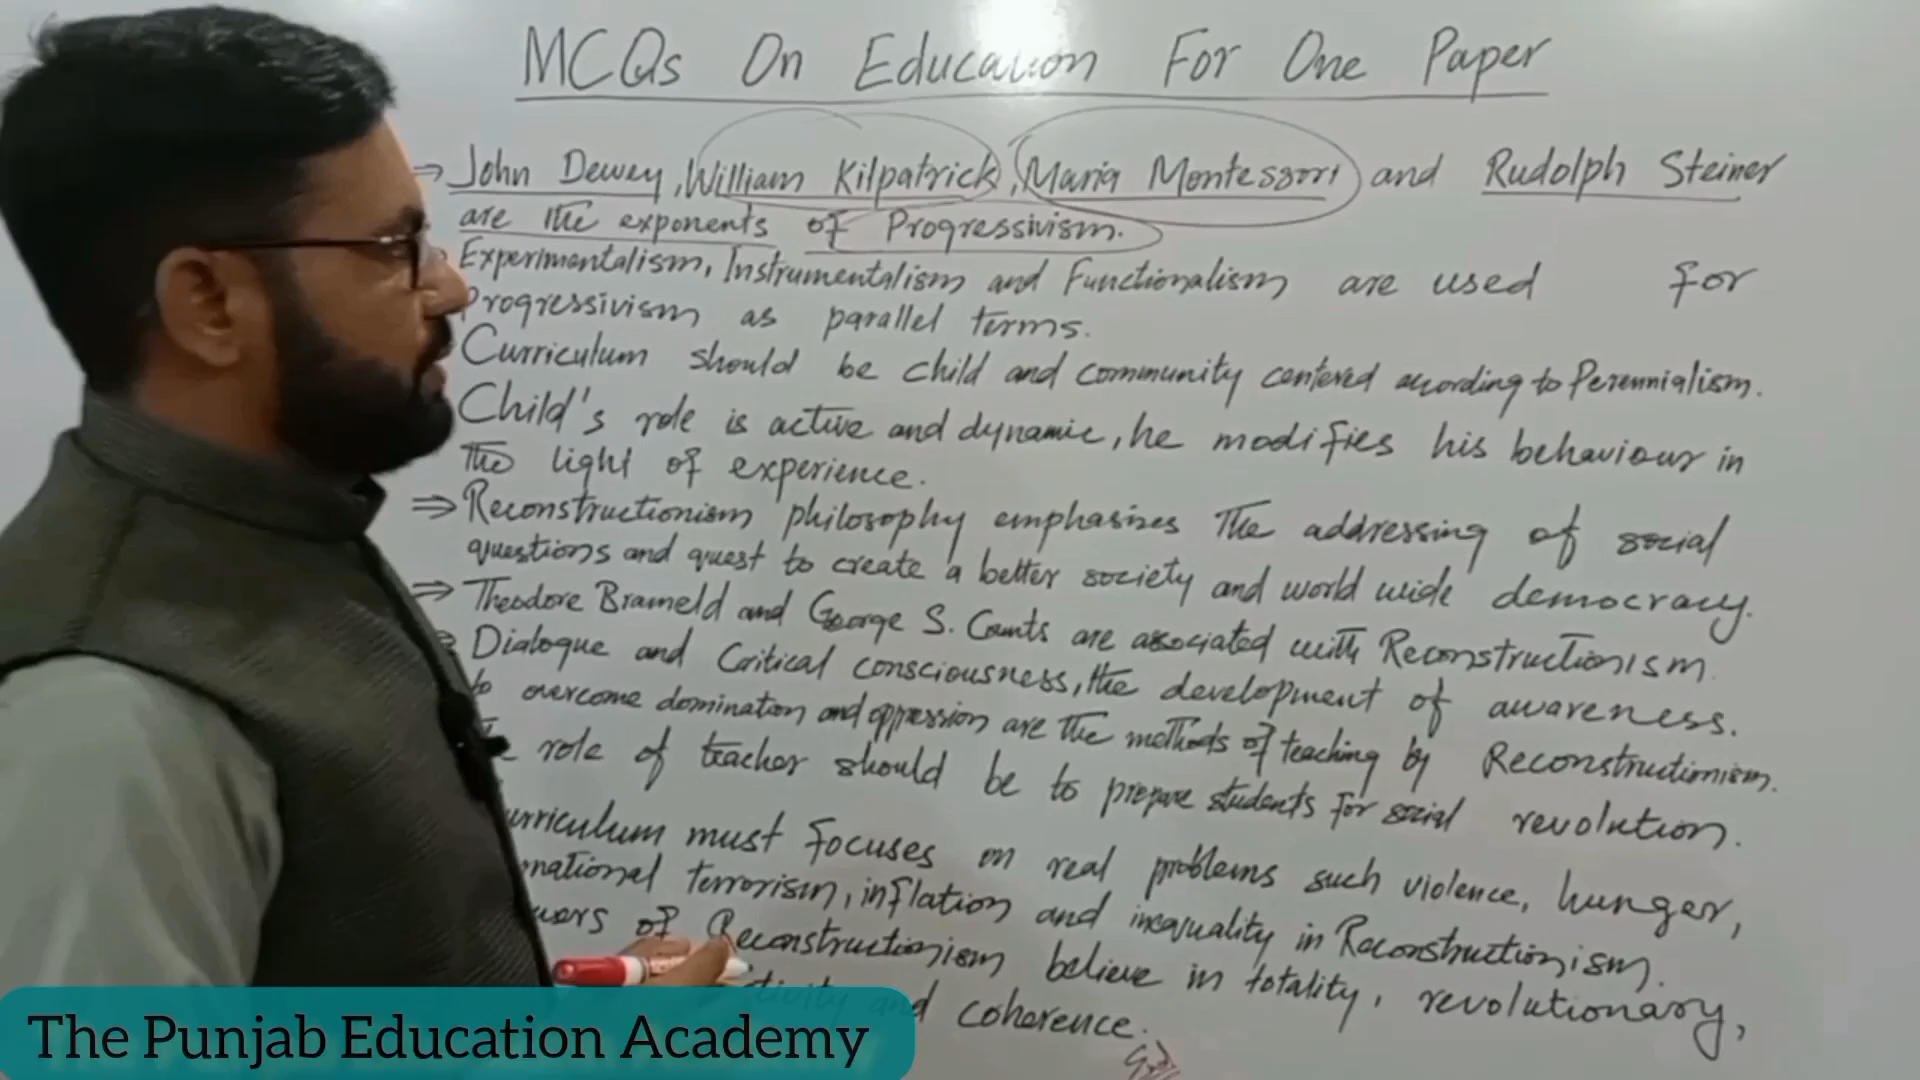 MCQs On Education For One Paper
⇒ John Dewey, William Kilpatrick, Maria Montessori and Rudolph Steiner
are the exponents of Progressivism.
Experimentalism, Instrumentalism and Functionalism are used for
Progressivism as parallel terms.
Curriculum should be child and community centered according to Perennialism.
Child's role is active and dynamic, he modifies his behaviour in
the light of experience.
⇒ Reconstructionism philosophy emphasizes the addressing of social
questions and quest to create a better society and world wide democracy.
⇒ Theodore Brameld and George S. Counts are associated with Reconstructionism.
Dialogue and Critical consciousness, the development of awareness.
to overcome domination and oppression are the methods of teaching by Reconstructionism.
role of teacher should be to prepare students for social revolution.
urriculum must focuses on real problems such violence, hunger,
national terrorism, inflation and inequality in Reconstructionism.
of Reconstructionism believe in totality, revolutionary,
and coherence.
The Punjab Education Academy